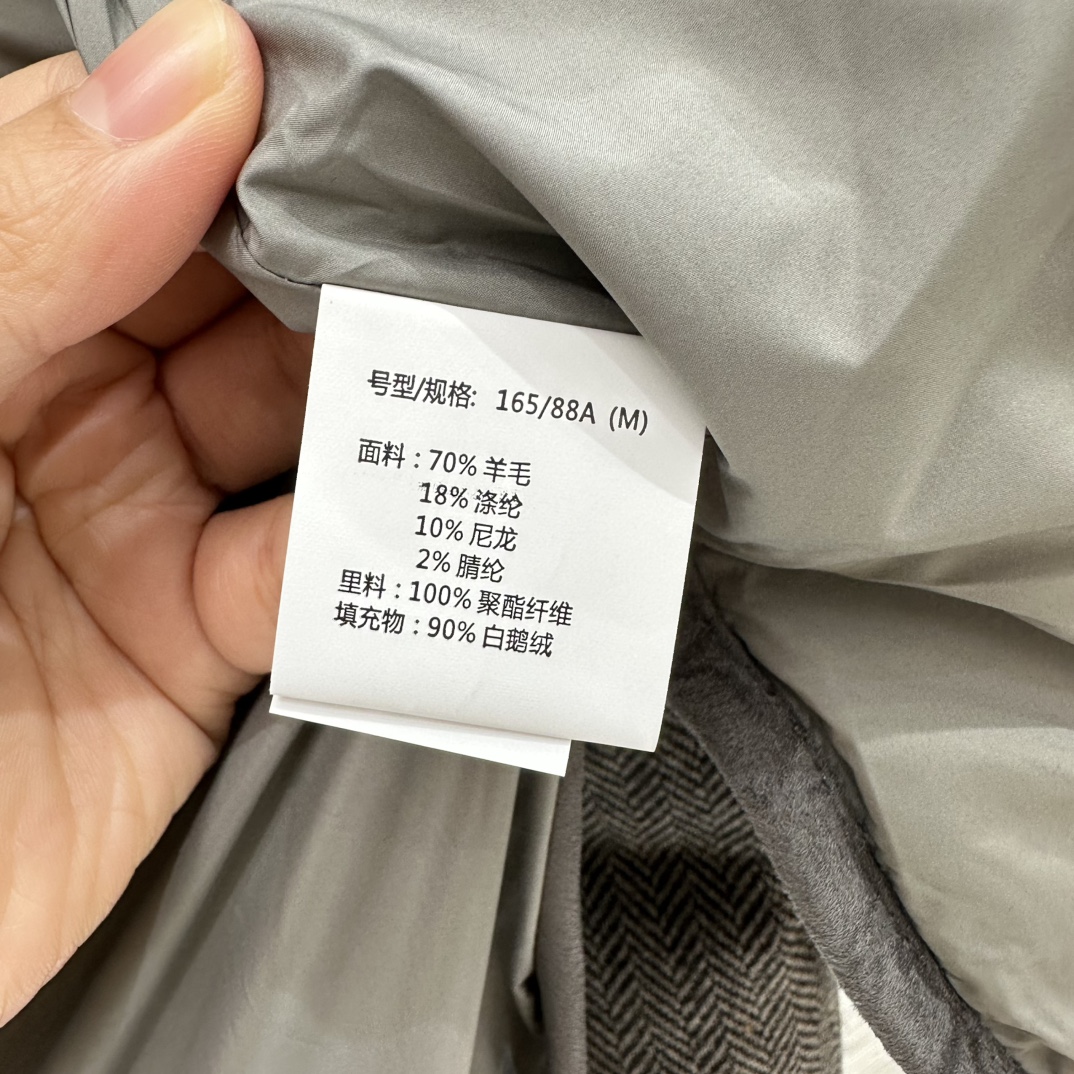 号型/规格: 165/88A (M)
面料：70% 羊毛
18% 涤纶
10% 尼龙
2% 腈纶
里料：100% 聚酯纤维
填充物：90% 白鹅绒